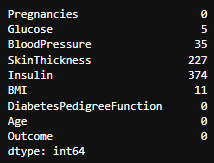 Pregnancies 0
Glucose 5
BloodPressure 35
SkinThickness 227
Insulin 374
BMI 11
DiabetesPedigreeFunction 0
Age 0
Outcome 0
dtype: int64